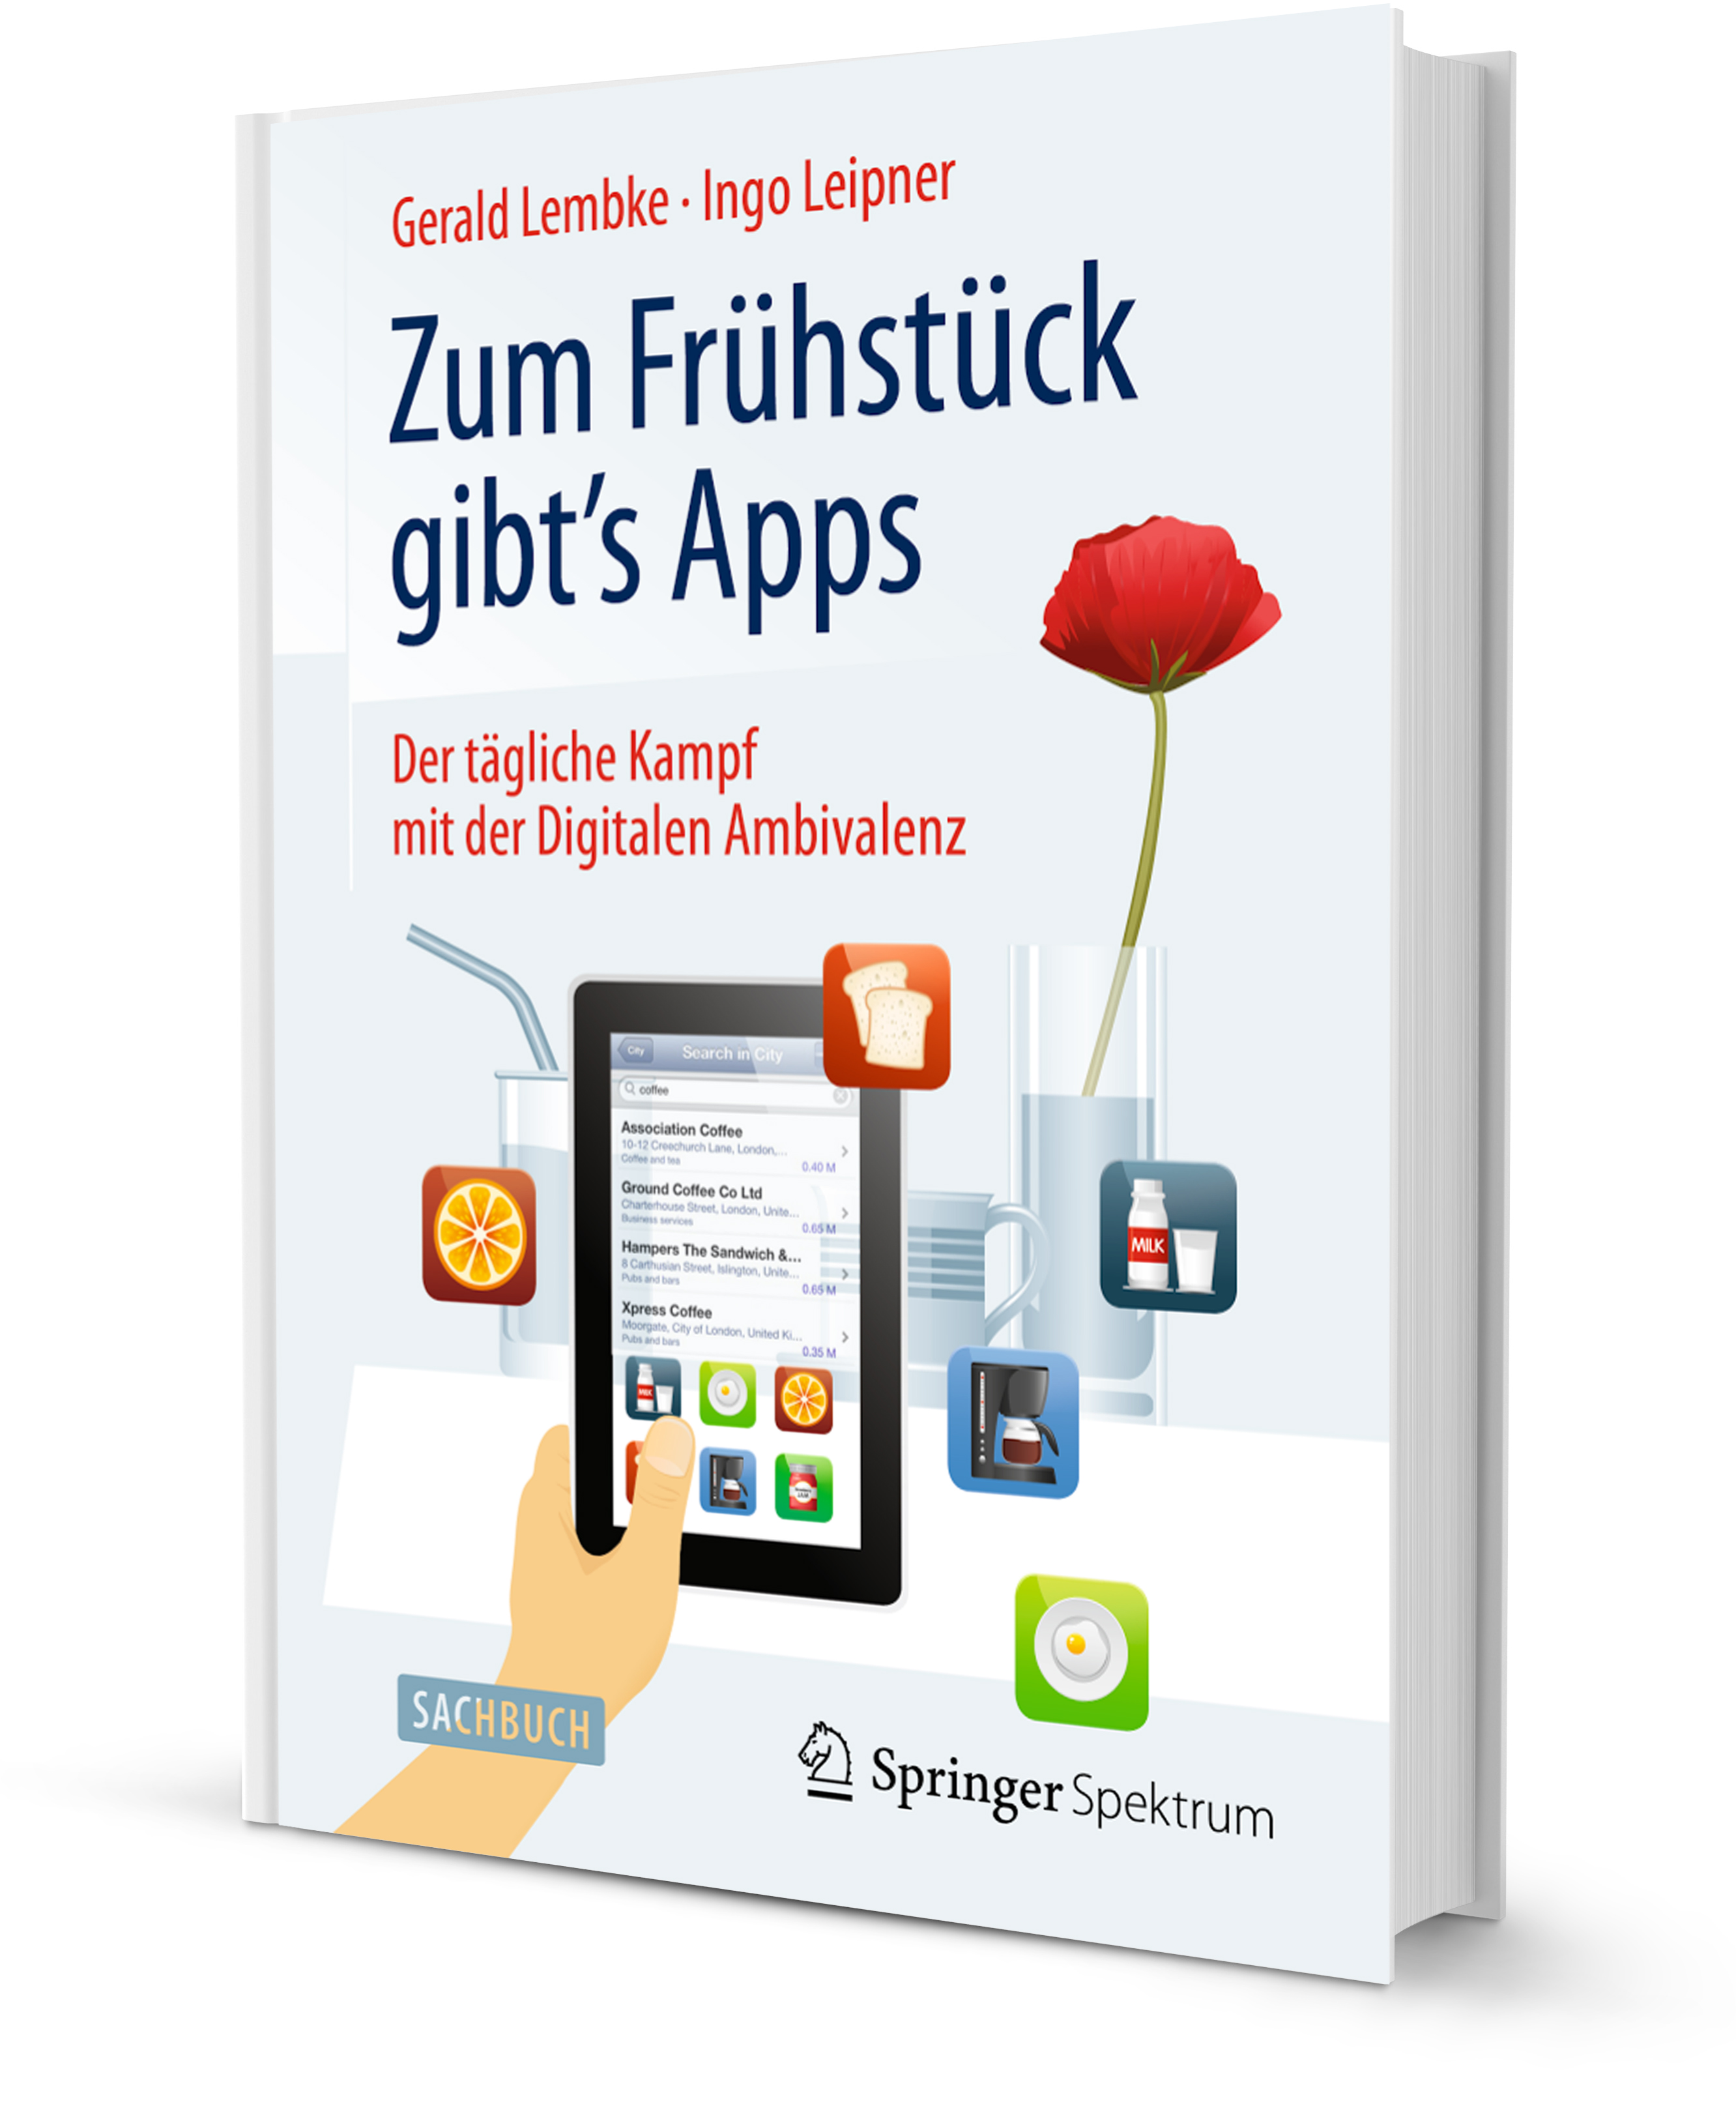 Gerald Lembke · Ingo Leipner
Zum Frühstück
gibt's Apps
Der tägliche Kampf
mit der Digitalen Ambivalenz
City
Search in City
coffee
Association Coffee
10-12 Creechurch Lane, London,...
Coffee and tea
0.40 M
Ground Coffee Co Ltd
Charterhouse Street, London, Unite...
Business services
0.65 M
Hampers The Sandwich &...
8 Carthusian Street, Islington, Unite...
Pubs and bars
0.65 M
Xpress Coffee
Moorgate, City of London, United Ki...
Pubs and bars
0.35 M
MILK
MILK
SACHBUCH
Springer Spektrum